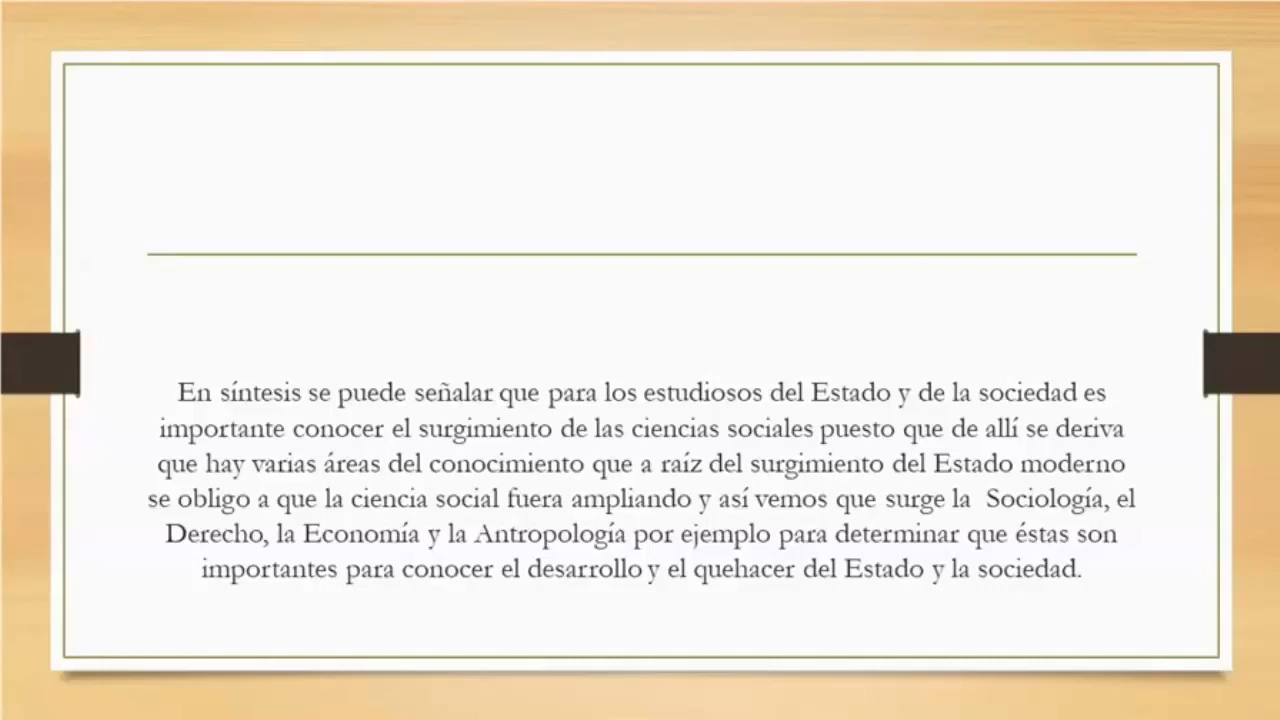 En síntesis se puede señalar que para los estudiosos del Estado y de la sociedad es
importante conocer el surgimiento de las ciencias sociales puesto que de allí se deriva
que hay varias áreas del conocimiento que a raíz del surgimiento del Estado moderno
se obligo a que la ciencia social fuera ampliando y así vemos que surge la  Sociología, el
Derecho, la Economía y la Antropología por ejemplo para determinar que éstas son
importantes para conocer el desarrollo y el quehacer del Estado y la sociedad.